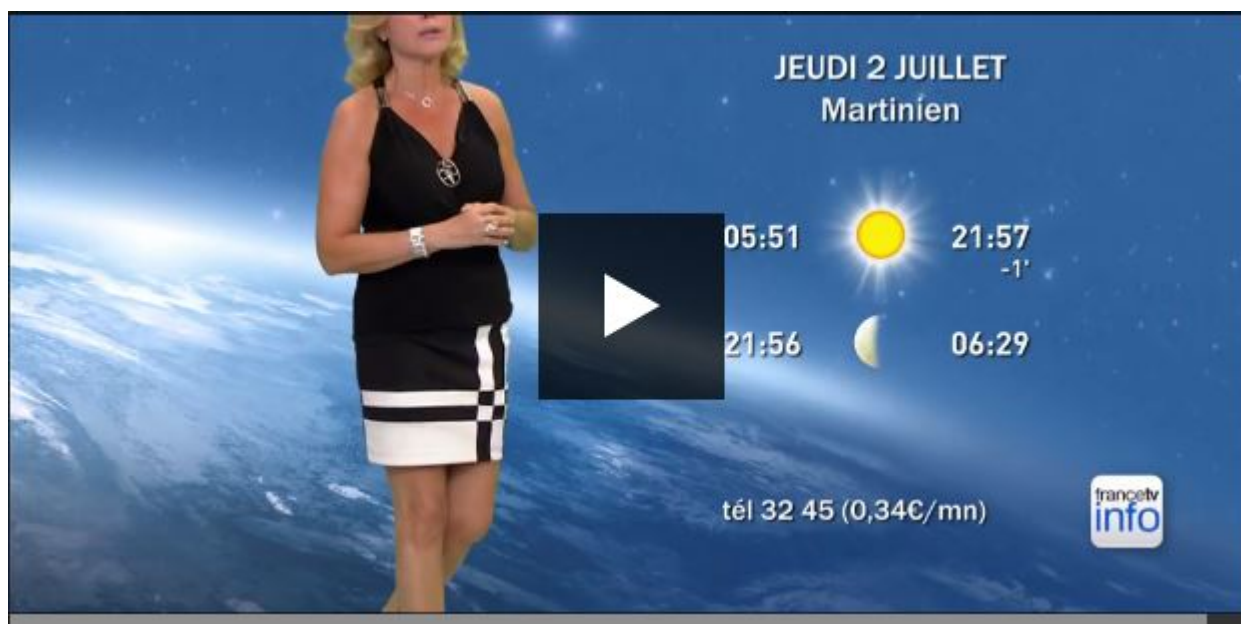 JEUDI 2 JUILLET
Martinien
05:51 21:57
-1'
21:56 06:29
tél 32 45 (0,34€/mn)
francetv
info